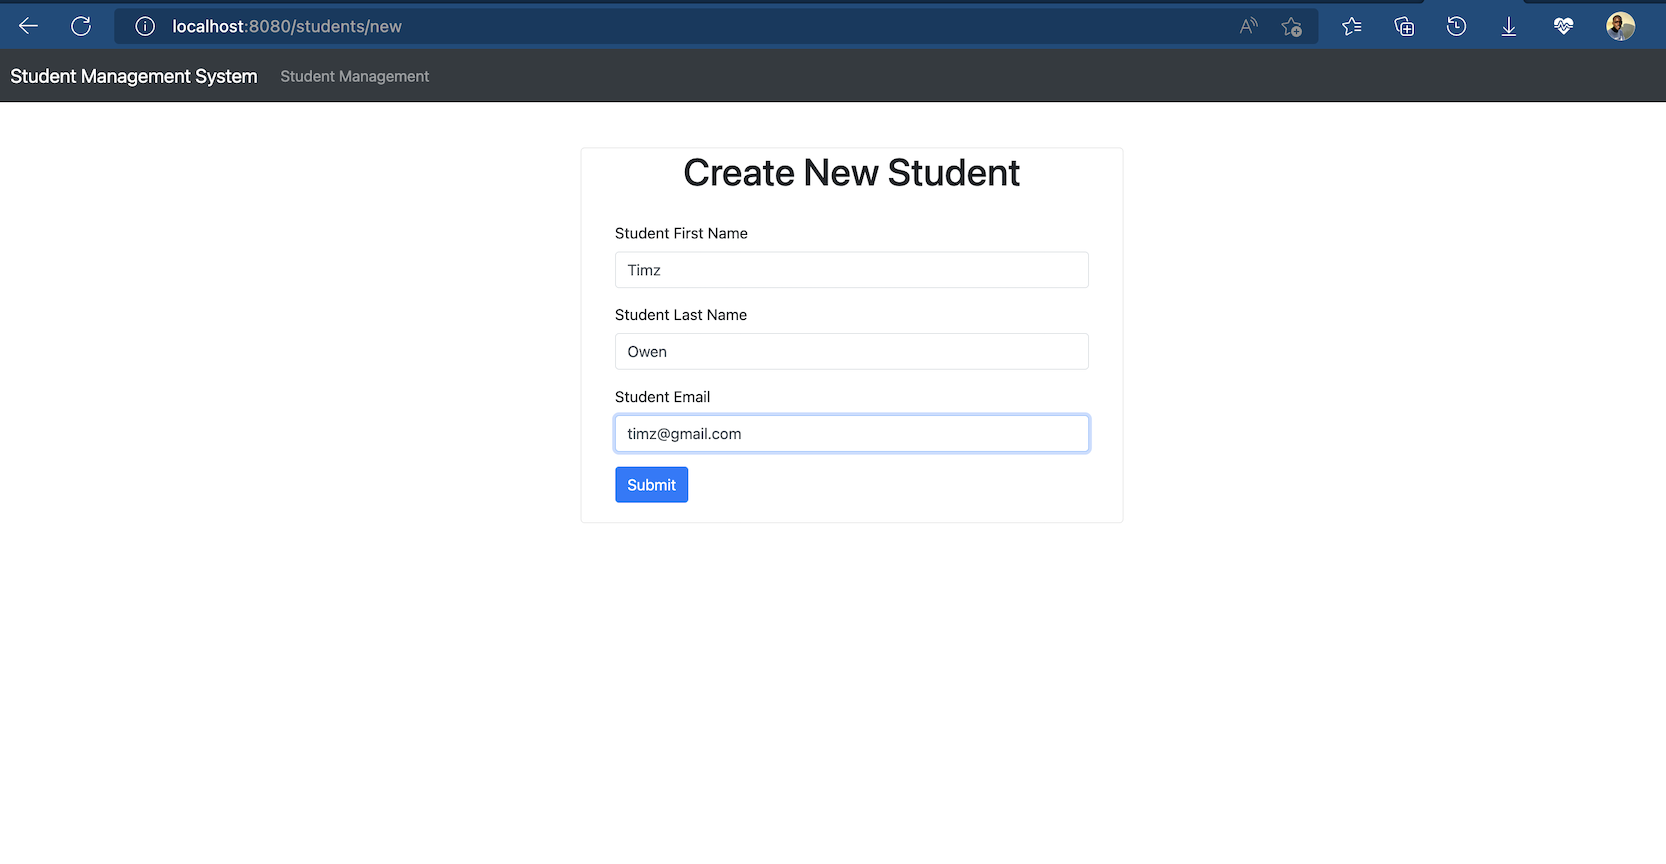 localhost:8080/students/new
Student Management System Student Management
Create New Student
Student First Name
Timz
Student Last Name
Owen
Student Email
timz@gmail.com
Submit